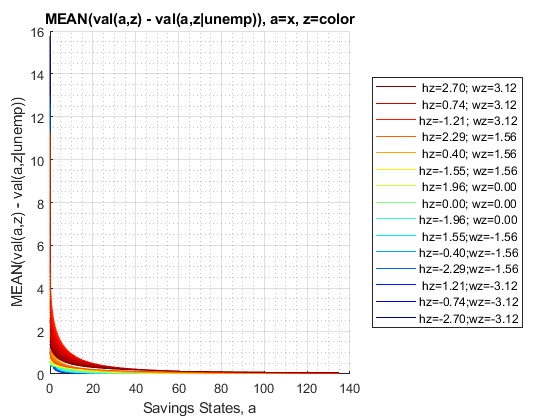 MEAN(val(a,z) - val(a,z|unemp)), a=x, z=color
MEAN(val(a,z) - val(a,z|unemp))
16
14
12
10
8
6
4
2
0
0 20 40 60 80 100 120 140
Savings States, a
hz=2.70; wz=3.12
hz=0.74; wz=3.12
hz=-1.21; wz=3.12
hz=2.29; wz=1.56
hz=0.40; wz=1.56
hz=-1.55; wz=1.56
hz=1.96; wz=0.00
hz=0.00; wz=0.00
hz=-1.96; wz=0.00
hz=1.55;wz=-1.56
hz=-0.40;wz=-1.56
hz=-2.29;wz=-1.56
hz=1.21;wz=-3.12
hz=-0.74;wz=-3.12
hz=-2.70;wz=-3.12